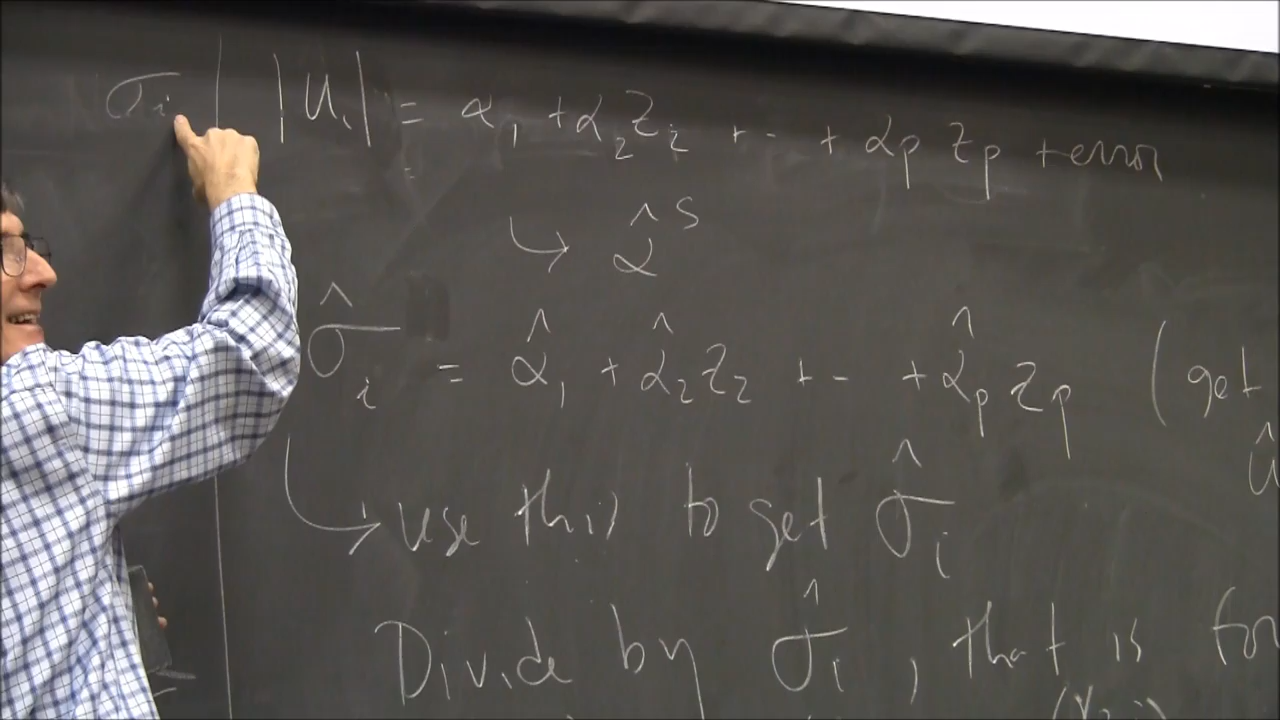 σi | |ui| = α1 + α2 z2 + -- + αp zp + error
↳ α̂s
σ̂i = α̂1 + α̂2 z2 + -- + α̂p zp (get
û
↳ use this to get σ̂i
Divide by σ̂i, that is for